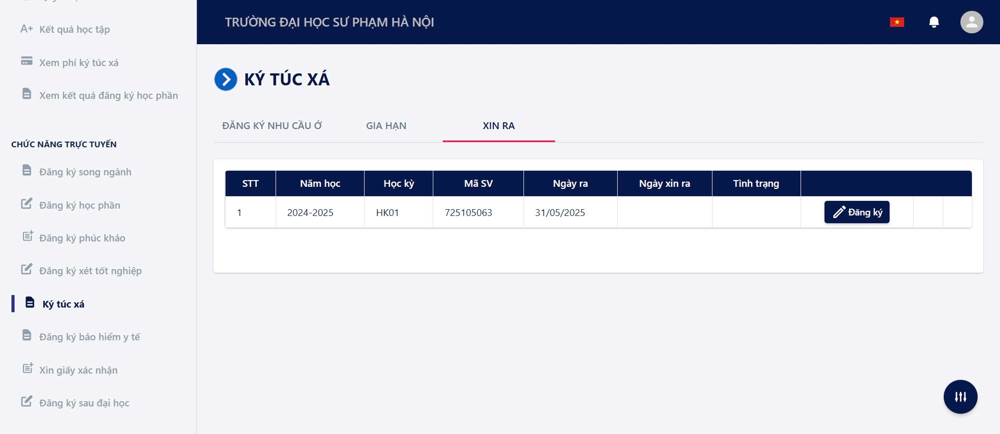 Kết quả học tập
Xem phí ký túc xá
Xem kết quả đăng ký học phần
CHỨC NĂNG TRỰC TUYẾN
Đăng ký song ngành
Đăng ký học phần
Đăng ký phúc khảo
Đăng ký xét tốt nghiệp
Ký túc xá
Đăng ký bảo hiểm y tế
Xin giấy xác nhận
Đăng ký sau đại học
TRƯỜNG ĐẠI HỌC SƯ PHẠM HÀ NỘI
KÝ TÚC XÁ
ĐĂNG KÝ NHU CẦU Ở GIA HẠN XIN RA
STT Năm học Học kỳ Mã SV Ngày ra Ngày xin ra Tình trạng
1 2024-2025 HK01 725105063 31/05/2025 Đăng ký